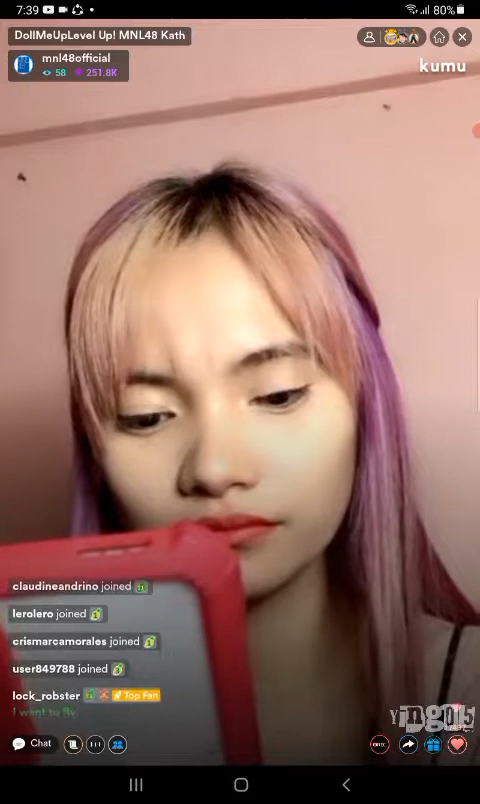 7:39
80%
DollMeUpLevel Up! MNL48 Kath
mnl48official
58 251.8K
kumu
claudineandrino joined
lerolero joined
crismarcamorales joined
user849788 joined
lock_robster Top Fan
I want to fly
Chat